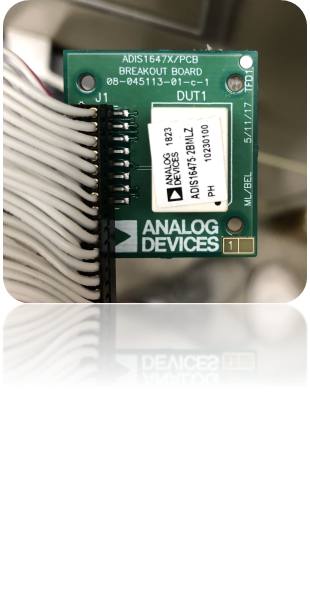 ADIS1647X/PCB
BREAKOUT BOARD
08-045113-01-c-1
J1
DUT1
TFD1
5/11/17
ML/BEL
ANALOG
DEVICES
1823
ADIS16475-2BMLZ
10230100
PH
ANALOG
DEVICES
1